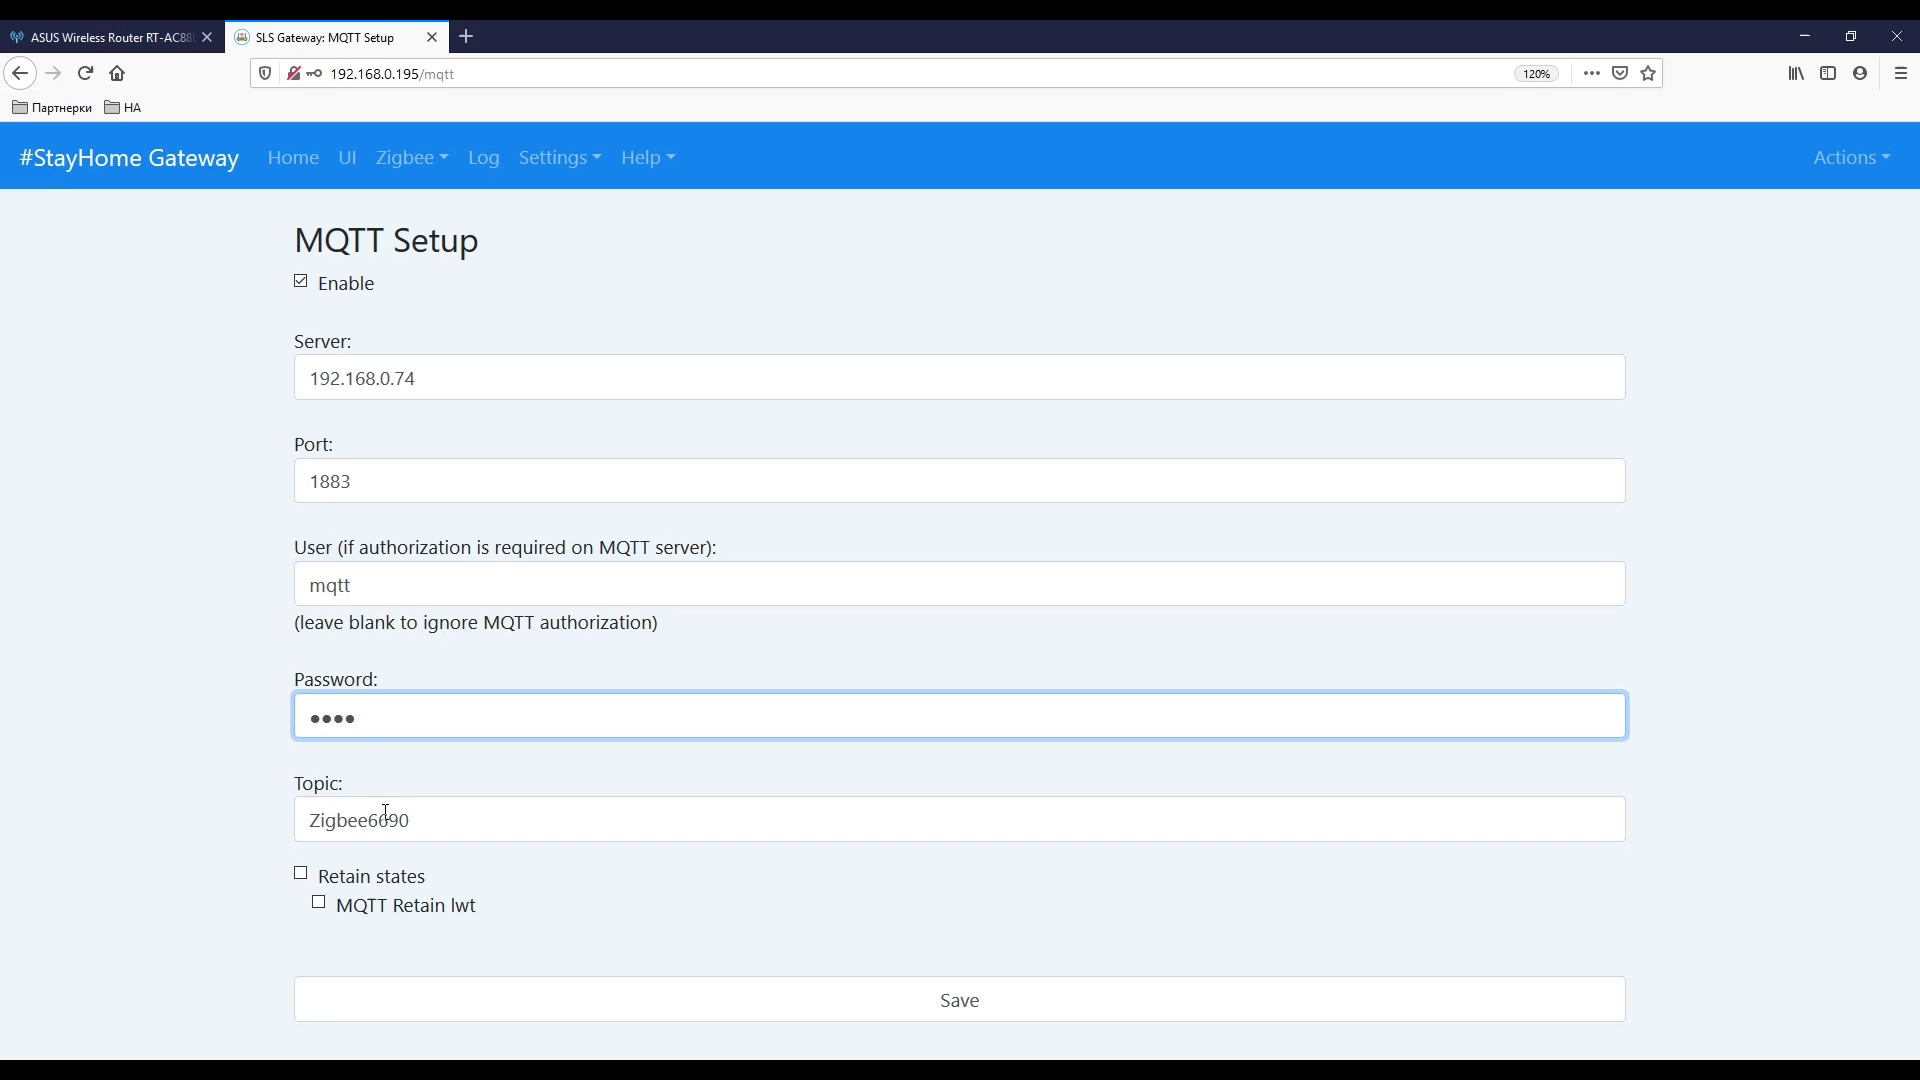 ASUS Wireless Router RT-AC88
SLS Gateway: MQTT Setup
192.168.0.195/mqtt
120%
Партнерки
HA
#StayHome Gateway
Home
UI
Zigbee
Log
Settings
Help
Actions
MQTT Setup
Enable
Server:
192.168.0.74
Port:
1883
User (if authorization is required on MQTT server):
mqtt
(leave blank to ignore MQTT authorization)
Password:
••••
Topic:
Zigbee6690
Retain states
MQTT Retain lwt
Save